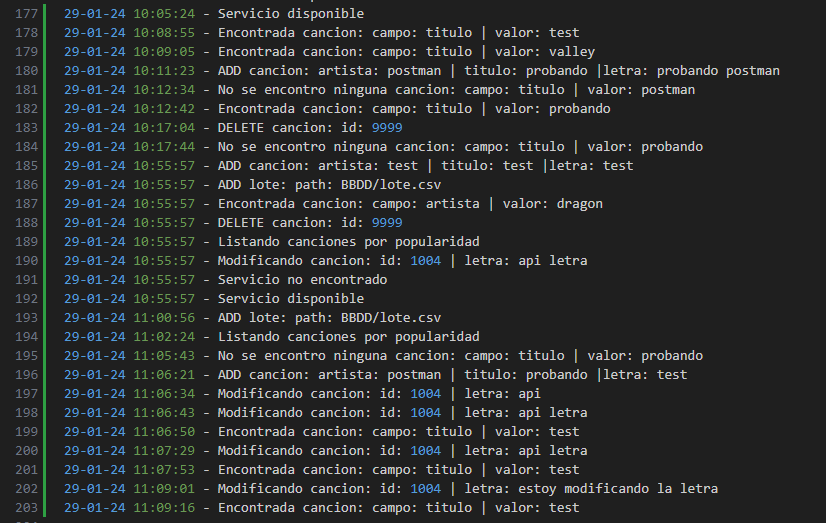 177 29-01-24 10:05:24 - Servicio disponible
178 29-01-24 10:08:55 - Encontrada cancion: campo: titulo | valor: test
179 29-01-24 10:09:05 - Encontrada cancion: campo: titulo | valor: valley
180 29-01-24 10:11:23 - ADD cancion: artista: postman | titulo: probando |letra: probando postman
181 29-01-24 10:12:34 - No se encontro ninguna cancion: campo: titulo | valor: postman
182 29-01-24 10:12:42 - Encontrada cancion: campo: titulo | valor: probando
183 29-01-24 10:17:04 - DELETE cancion: id: 9999
184 29-01-24 10:17:44 - No se encontro ninguna cancion: campo: titulo | valor: probando
185 29-01-24 10:55:57 - ADD cancion: artista: test | titulo: test |letra: test
186 29-01-24 10:55:57 - ADD lote: path: BBDD/lote.csv
187 29-01-24 10:55:57 - Encontrada cancion: campo: artista | valor: dragon
188 29-01-24 10:55:57 - DELETE cancion: id: 9999
189 29-01-24 10:55:57 - Listando canciones por popularidad
190 29-01-24 10:55:57 - Modificando cancion: id: 1004 | letra: api letra
191 29-01-24 10:55:57 - Servicio no encontrado
192 29-01-24 10:55:57 - Servicio disponible
193 29-01-24 11:00:56 - ADD lote: path: BBDD/lote.csv
194 29-01-24 11:02:24 - Listando canciones por popularidad
195 29-01-24 11:05:43 - No se encontro ninguna cancion: campo: titulo | valor: probando
196 29-01-24 11:06:21 - ADD cancion: artista: postman | titulo: probando |letra: test
197 29-01-24 11:06:34 - Modificando cancion: id: 1004 | letra: api
198 29-01-24 11:06:43 - Modificando cancion: id: 1004 | letra: api letra
199 29-01-24 11:06:50 - Encontrada cancion: campo: titulo | valor: test
200 29-01-24 11:07:29 - Modificando cancion: id: 1004 | letra: api letra
201 29-01-24 11:07:53 - Encontrada cancion: campo: titulo | valor: test
202 29-01-24 11:09:01 - Modificando cancion: id: 1004 | letra: estoy modificando la letra
203 29-01-24 11:09:16 - Encontrada cancion: campo: titulo | valor: test